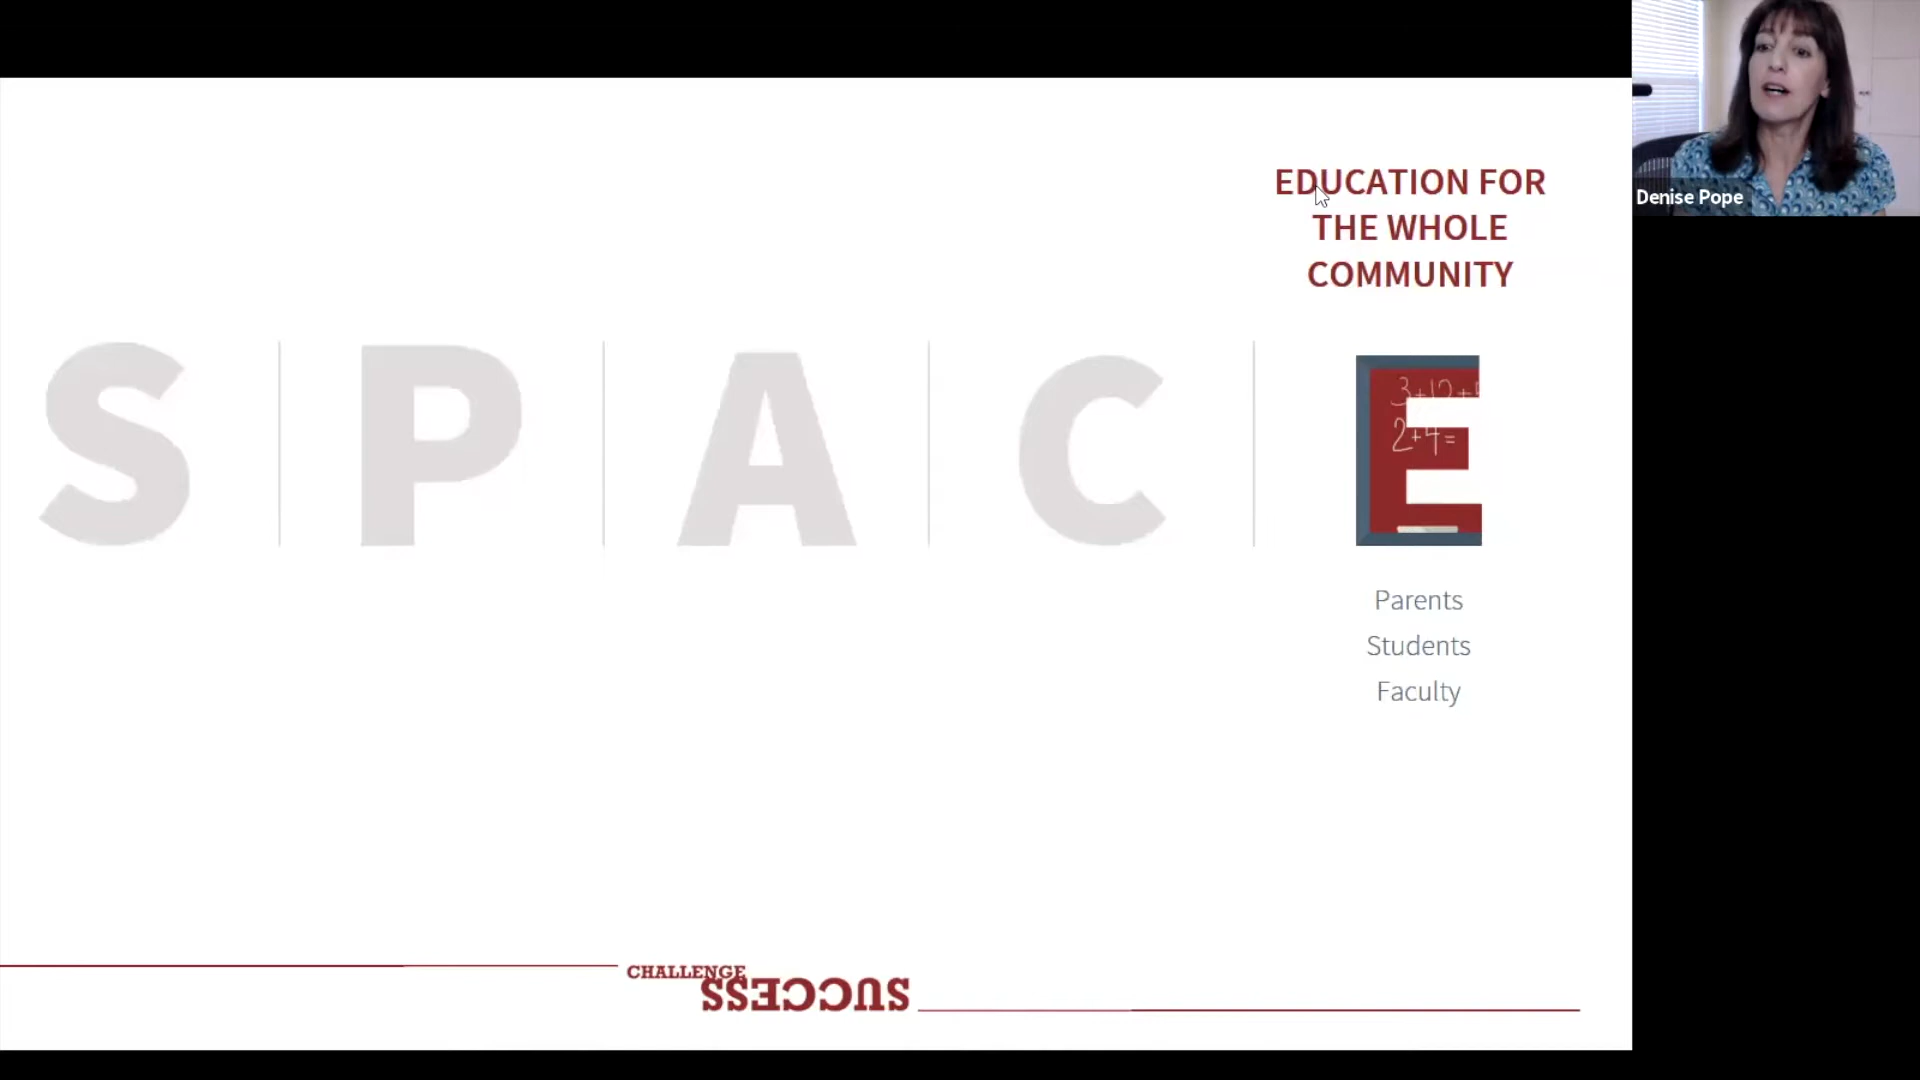 Denise Pope
EDUCATION FOR
THE WHOLE
COMMUNITY
S P A C E
3+12+
2+4=
Parents
Students
Faculty
CHALLENGE
SUCCESS